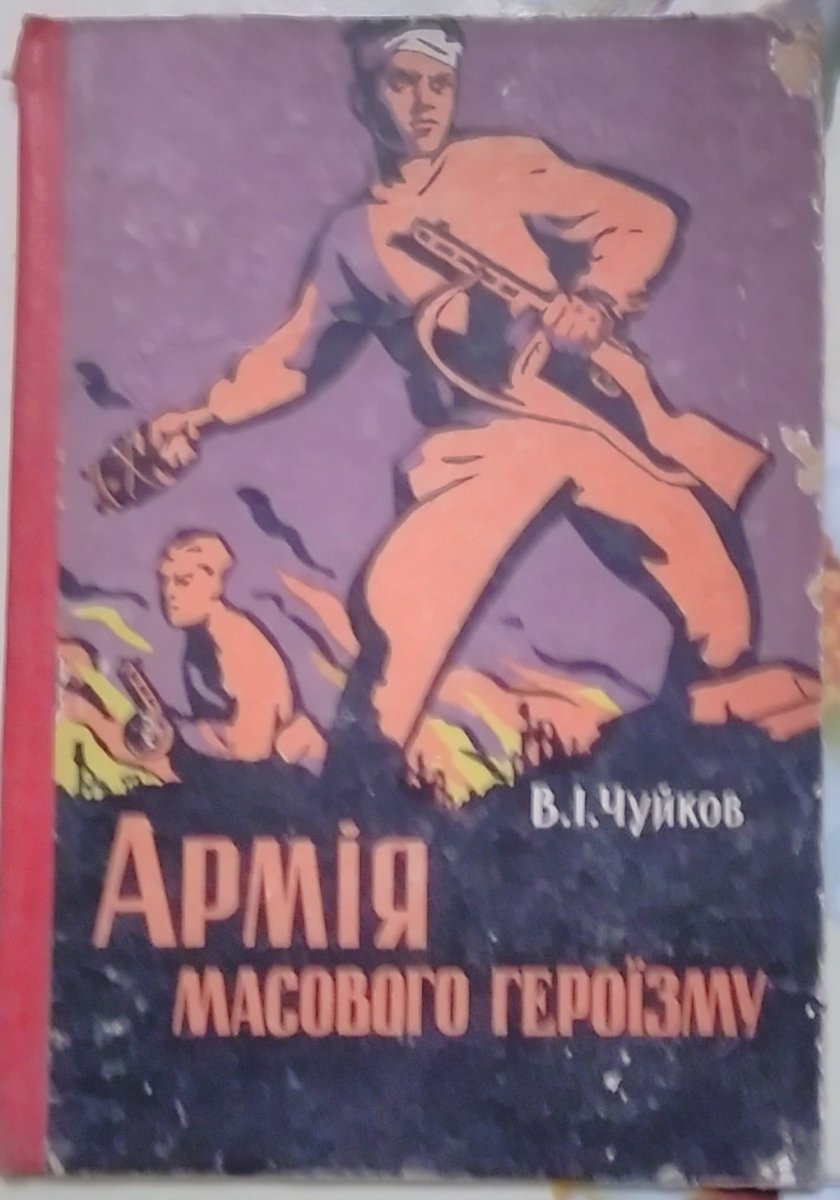 В.І.Чуйков
Армія
масового героїзму